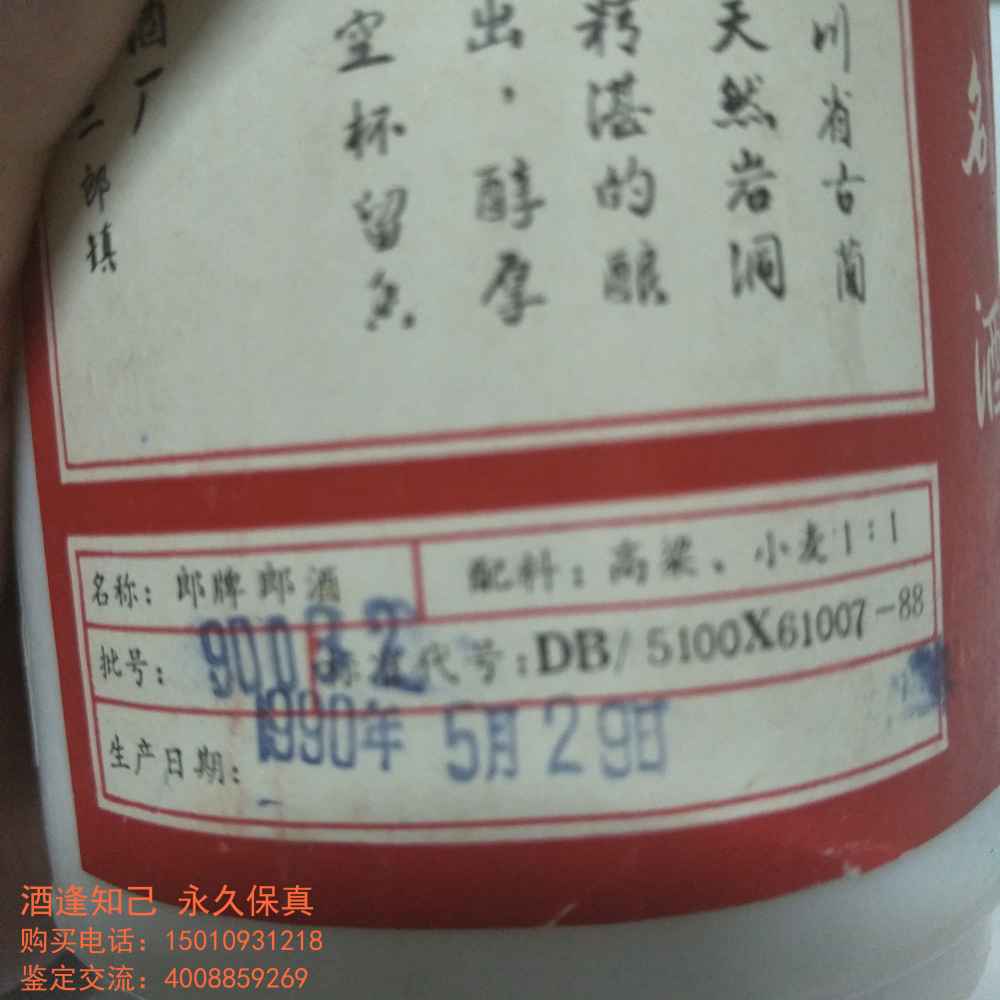 川省古蔺
天然岩洞
精湛的酿
出,醇厚
空杯留香
酒厂
二郎镇
名
酒
名称：郎牌郎酒
配料：高粱、小麦1:1
批号：90032
标准代号：DB/5100X61007-88
生产日期：1990年5月29日
酒逢知己 永久保真
购买电话：15010931218
鉴定交流：4008859269